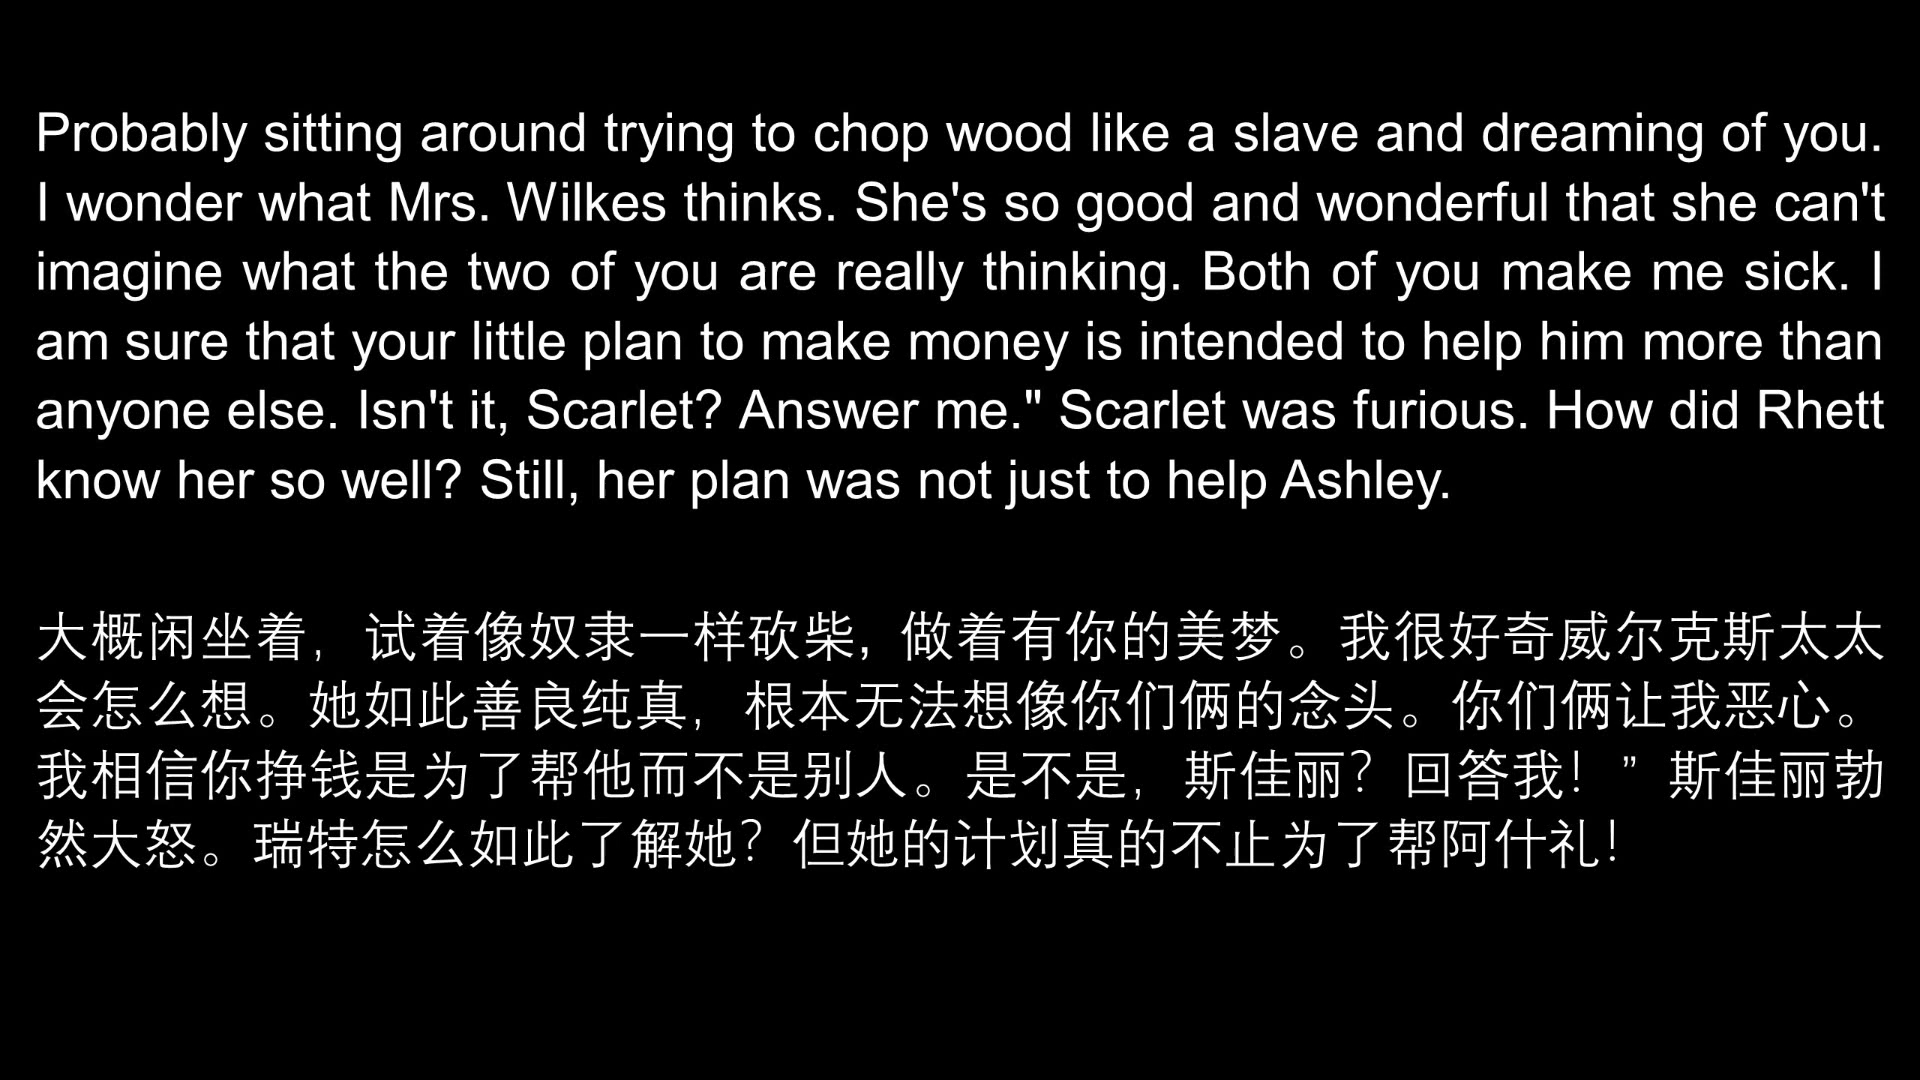 Probably sitting around trying to chop wood like a slave and dreaming of you.
I wonder what Mrs. Wilkes thinks. She's so good and wonderful that she can't
imagine what the two of you are really thinking. Both of you make me sick. I
am sure that your little plan to make money is intended to help him more than
anyone else. Isn't it, Scarlet? Answer me." Scarlet was furious. How did Rhett
know her so well? Still, her plan was not just to help Ashley.
大概闲坐着，试着像奴隶一样砍柴，做着有你的美梦。我很好奇威尔克斯太太
会怎么想。她如此善良纯真，根本无法想像你们俩的念头。你们俩让我恶心。
我相信你挣钱是为了帮他而不是别人。是不是，斯佳丽？回答我！” 斯佳丽勃
然大怒。瑞特怎么如此了解她？但她的计划真的不止为了帮阿什礼！